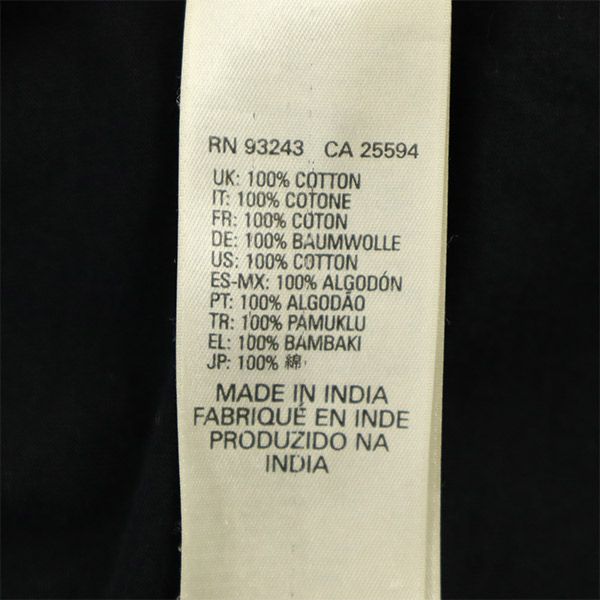 RN 93243 CA 25594
UK: 100% COTTON
IT: 100% COTONE
FR: 100% COTON
DE: 100% BAUMWOLLE
US: 100% COTTON
ES-MX: 100% ALGODÓN
PT: 100% ALGODÃO
TR: 100% PAMUKLU
EL: 100% BAMBAKI
JP: 100% 綿
MADE IN INDIA
FABRIQUÉ EN INDE
PRODUZIDO NA
INDIA